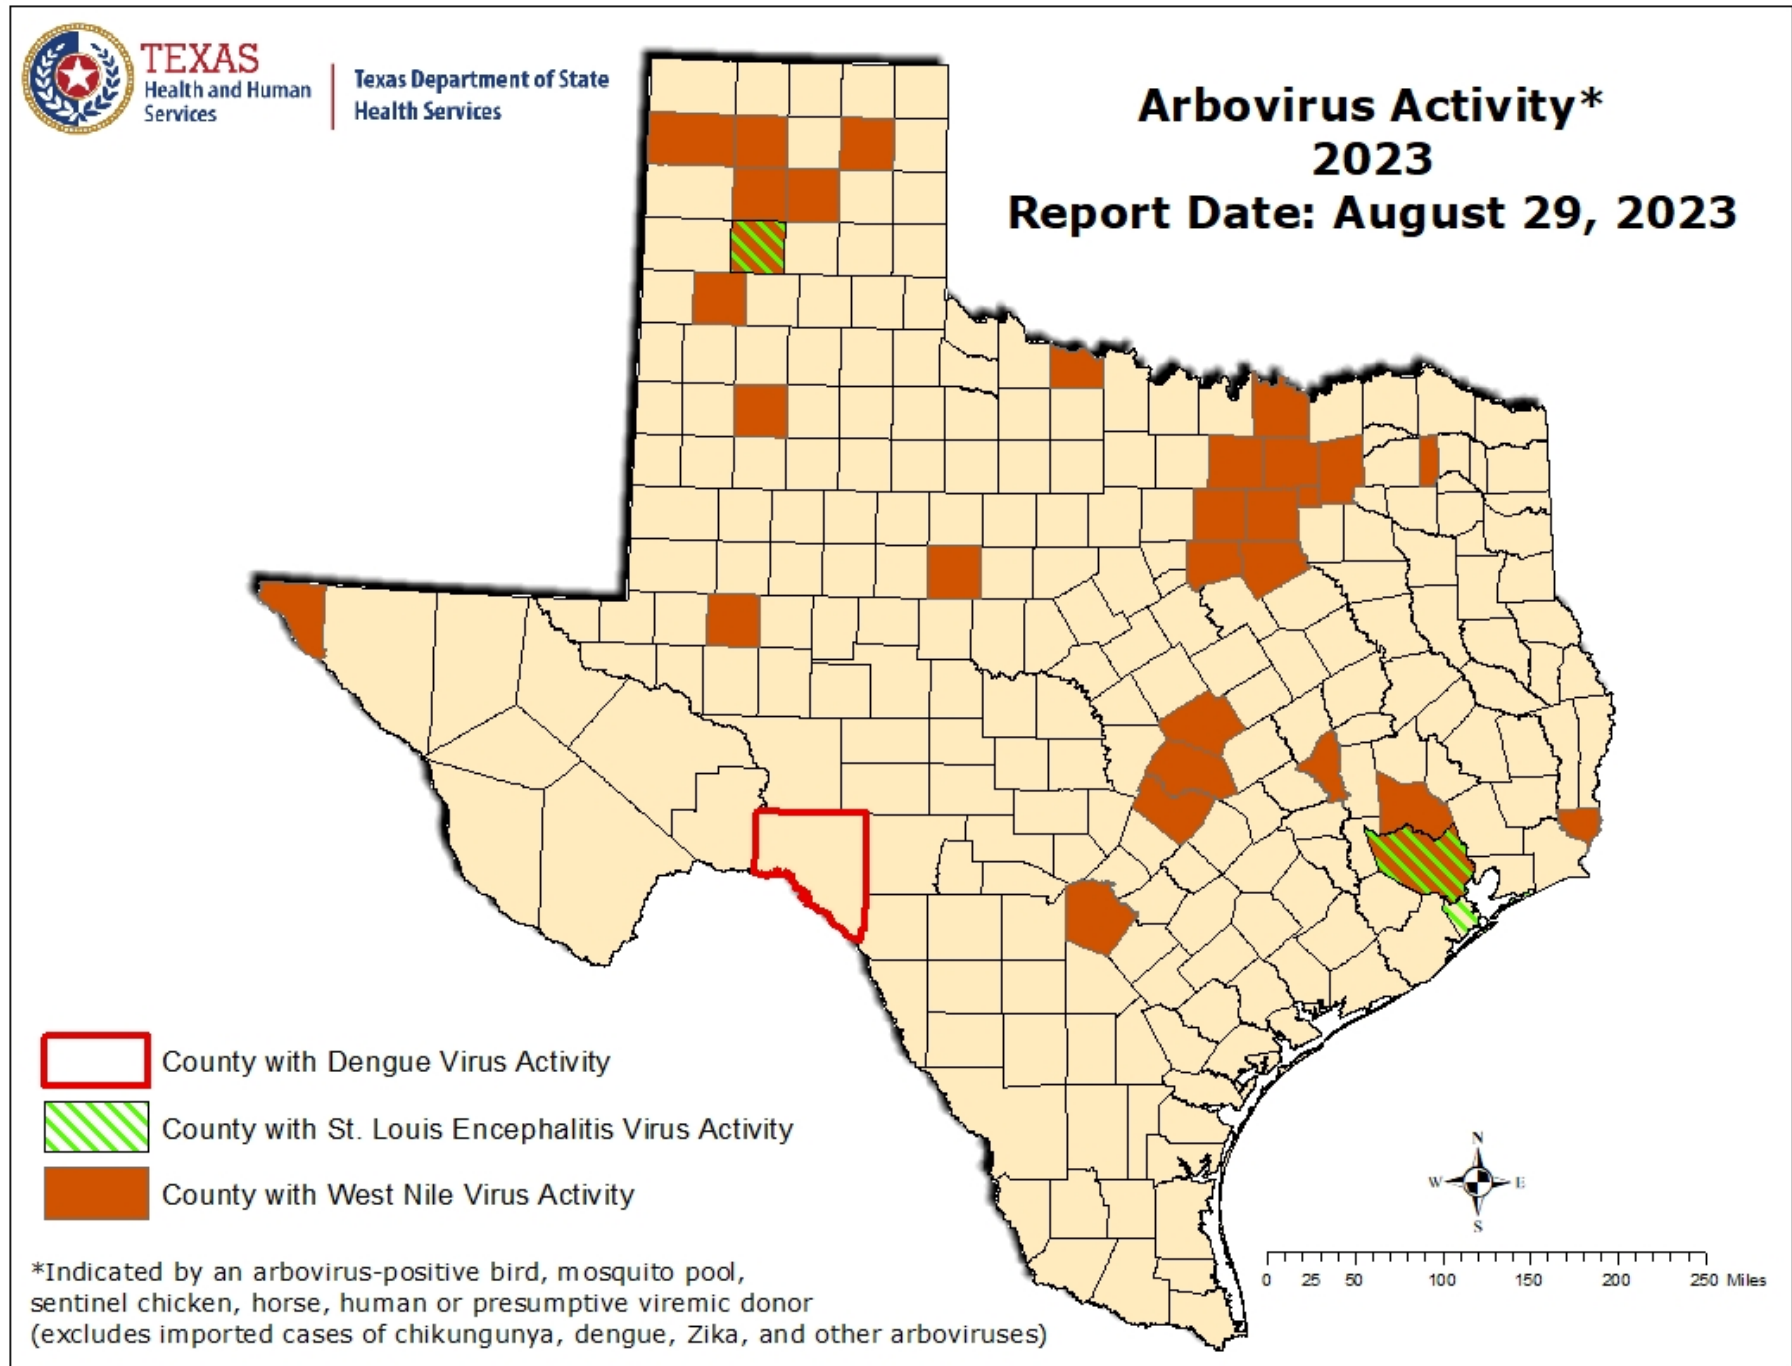 TEXAS
Health and Human
Services
Texas Department of State
Health Services
Arbovirus Activity*
2023
Report Date: August 29, 2023
County with Dengue Virus Activity
County with St. Louis Encephalitis Virus Activity
County with West Nile Virus Activity
*Indicated by an arbovirus-positive bird, mosquito pool,
sentinel chicken, horse, human or presumptive viremic donor
(excludes imported cases of chikungunya, dengue, Zika, and other arboviruses)
N
W E
S
0 25 50 100 150 200 250 Miles